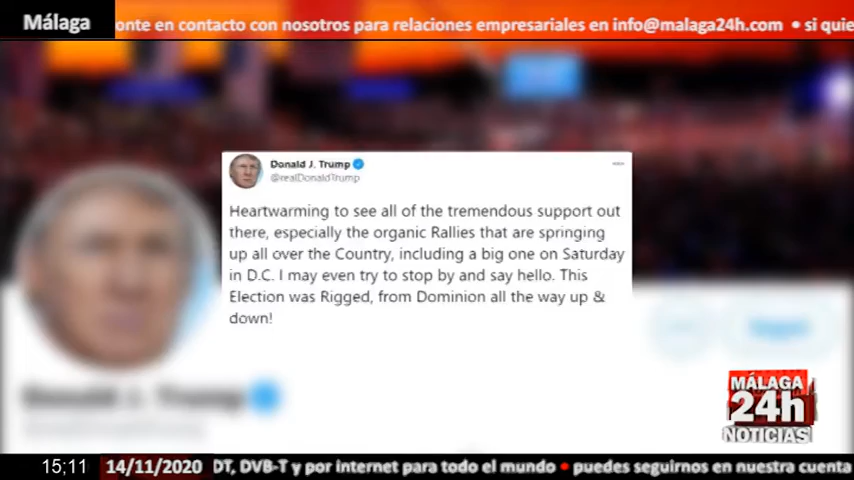 Málaga
onte en contacto con nosotros para relaciones empresariales en info@malaga24h.com • si quie
Donald J. Trump
@realDonaldTrump
Heartwarming to see all of the tremendous support out
there, especially the organic Rallies that are springing
up all over the Country, including a big one on Saturday
in D.C. I may even try to stop by and say hello. This
Election was Rigged, from Dominion all the way up &
down!
Donald J. Trump
MÁLAGA
24h
NOTICIAS
15:11 14/11/2020 DT, DVB-T y por internet para todo el mundo • puedes seguirnos en nuestra cuenta